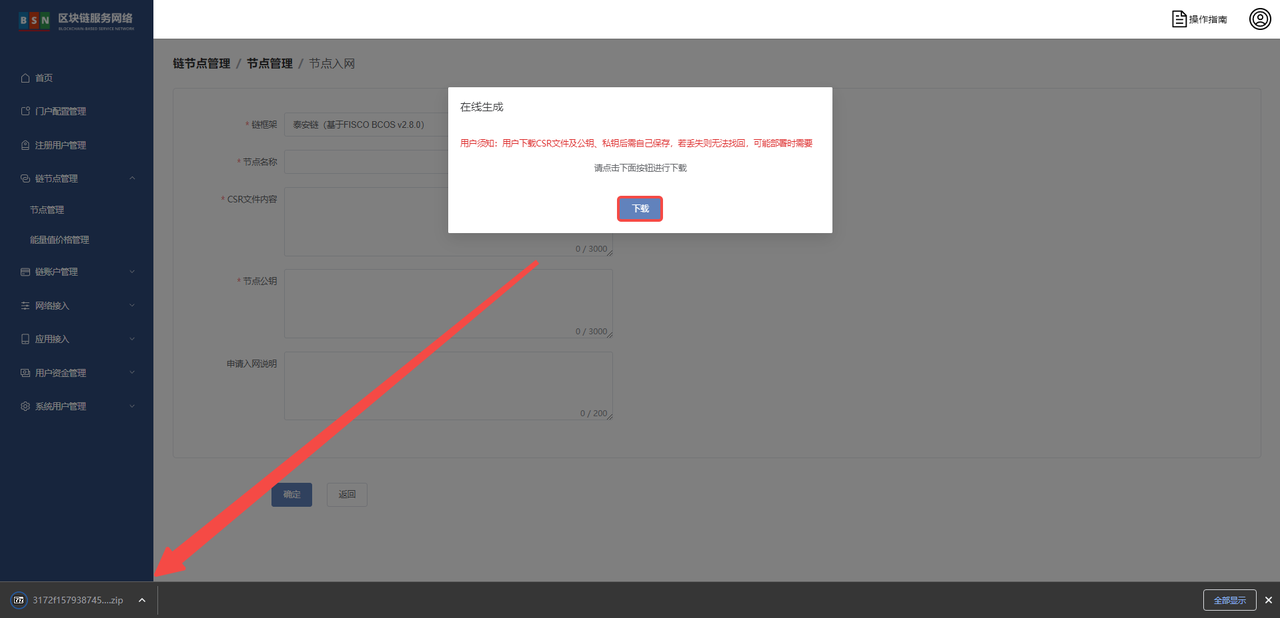 BSN 区块链服务网络
BLOCKCHAIN-BASED SERVICE NETWORK
操作指南
首页
门户配置管理
注册用户管理
链节点管理
节点管理
能量值价格管理
链账户管理
网络接入
应用接入
用户资金管理
系统用户管理
链节点管理 / 节点管理 / 节点入网
在线生成
用户须知：用户下载CSR文件及公钥、私钥后需自己保存，若丢失则无法找回，可能部署时需要
请点击下面按钮进行下载
下载
* 链框架 泰安链（基于FISCO BCOS v2.8.0）
* 节点名称
* CSR文件内容
0 / 3000
* 节点公钥
0 / 3000
申请入网说明
0 / 200
确定 返回
3172f157938745....zip
全部显示